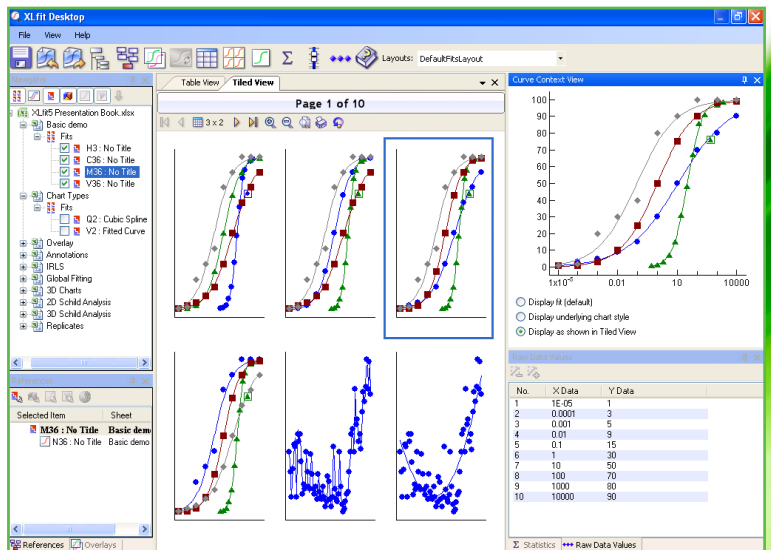 XLfit Desktop
File View Help
Layouts: DefaultFitsLayout
Navigator
XLfit5 Presentation Book.xlsx
Basic demo
Fits
H3 : No Title
C36 : No Title
M36 : No Title
V36 : No Title
Chart Types
Fits
Q2 : Cubic Spline
V2 : Fitted Curve
Overlay
Annotations
IRLS
Global Fitting
3D Charts
2D Schild Analysis
3D Schild Analysis
Replicates
References
Selected Item Sheet
M36 : No Title Basic dem
N36 : No Title Basic demo
References Overlays
Table View Tiled View
Page 1 of 10
3 x 2
Curve Context View
100
90
80
70
60
50
40
30
20
10
0
1x10-5 0.01 10 10000
Display fit (default)
Display underlying chart style
Display as shown in Tiled View
Raw Data Values
No. X Data Y Data
1 1E-05 1
2 0.0001 3
3 0.001 5
4 0.01 9
5 0.1 15
6 1 30
7 10 50
8 100 70
9 1000 80
10 10000 90
Σ Statistics Raw Data Values